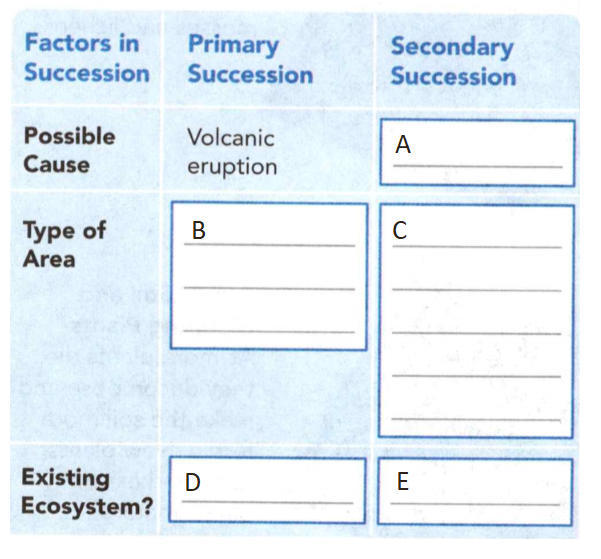 Factors in Succession
Primary Succession
Secondary Succession
Possible Cause
Volcanic eruption
A
Type of Area
B
C
Existing Ecosystem?
D
E